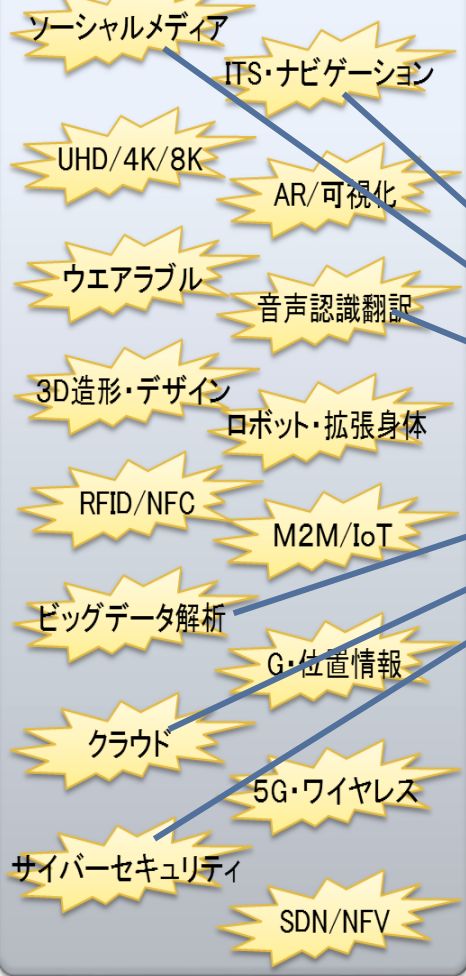 ソーシャルメディア
ITS・ナビゲーション
UHD/4K/8K
AR/可視化
ウエアラブル
音声認識翻訳
3D造形・デザイン
ロボット・拡張身体
RFID/NFC
M2M/IoT
ビッグデータ解析
G・位置情報
クラウド
5G・ワイヤレス
サイバーセキュリティ
SDN/NFV